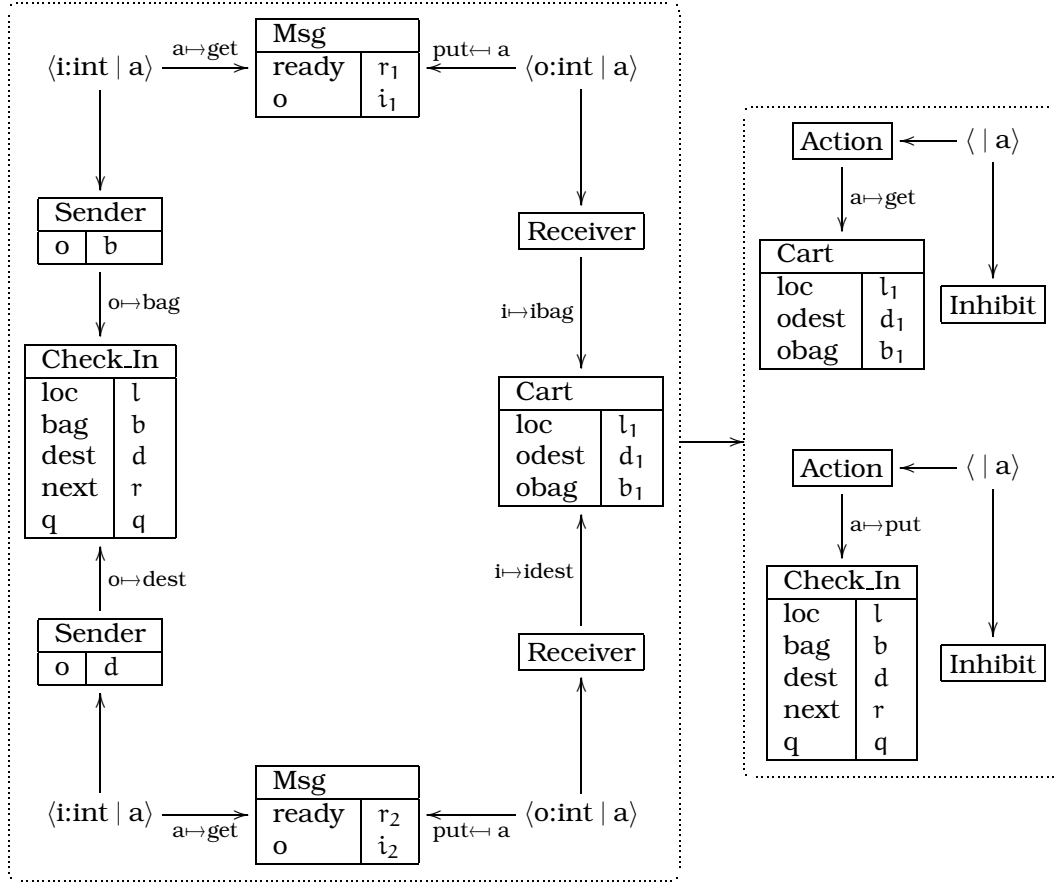 Msg
⟨i:int | a⟩ a↦get ready r₁ put↤ a ⟨o:int | a⟩
o i₁
Sender
o b
Receiver
o↦bag
i↦ibag
Check_In
loc l
bag b
dest d
next r
q q
Cart
loc l₁
odest d₁
obag b₁
o↦dest
i↦idest
Sender
o d
Receiver
Msg
⟨i:int | a⟩ a↦get ready r₂ put↤ a ⟨o:int | a⟩
o i₂
Action ⟨ | a⟩
a↦get
Cart
loc l₁
odest d₁
obag b₁
Inhibit
Action ⟨ | a⟩
a↦put
Check_In
loc l
bag b
dest d
next r
q q
Inhibit